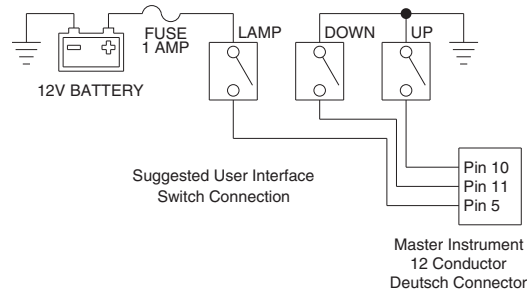 FUSE
1 AMP
LAMP
DOWN
UP
12V BATTERY
Suggested User Interface
Switch Connection
Pin 10
Pin 11
Pin 5
Master Instrument
12 Conductor
Deutsch Connector